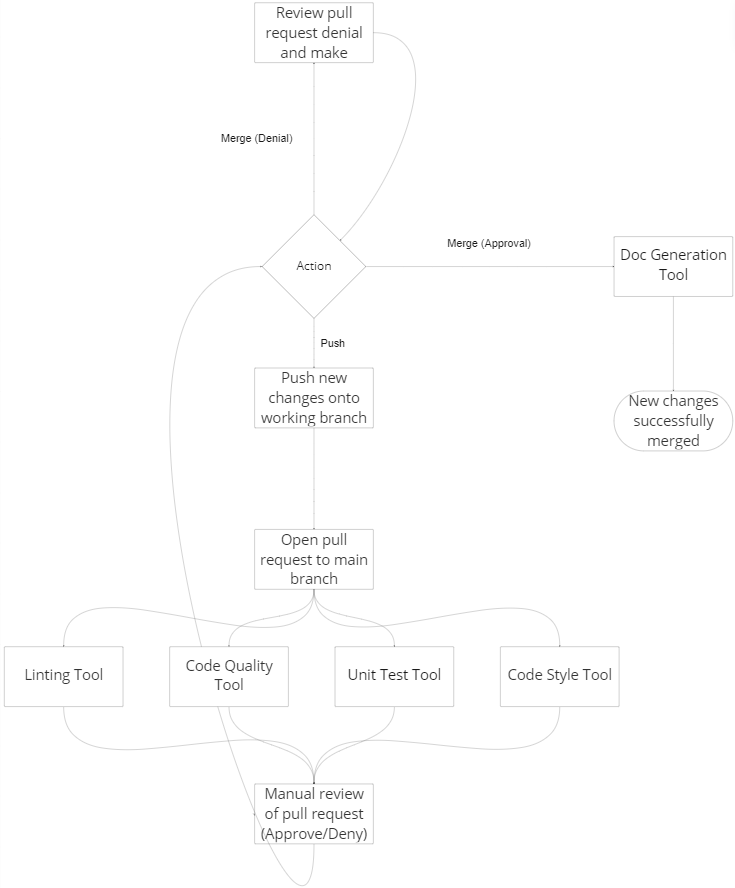 Review pull
request denial
and make
Merge (Denial)
Merge (Approval)
Action
Doc Generation
Tool
Push
Push new
changes onto
working branch
New changes
successfully
merged
Open pull
request to main
branch
Linting Tool
Code Quality
Tool
Unit Test Tool
Code Style Tool
Manual review
of pull request
(Approve/Deny)